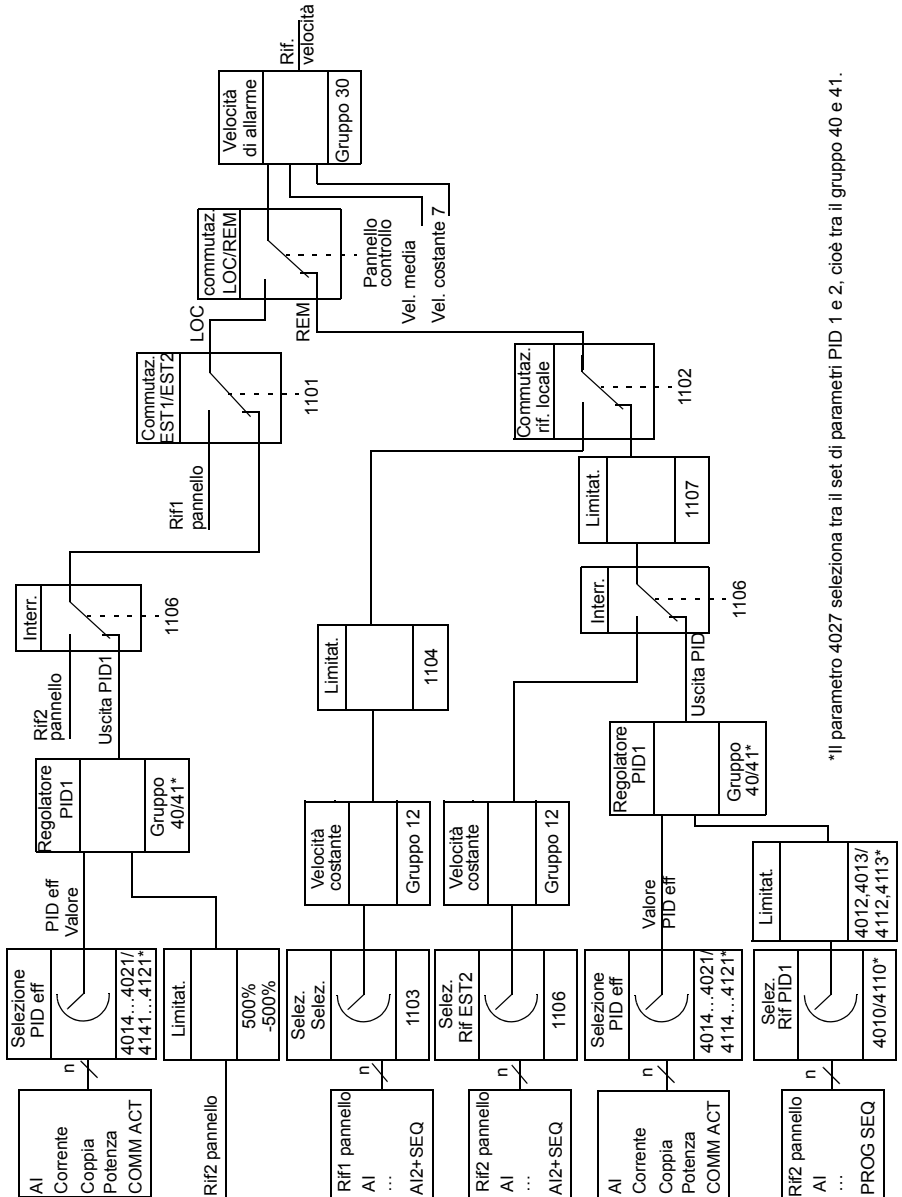 AI
Corrente
Coppia
Potenza
COMM ACT
n
Selezione
PID eff
4014...4021/
4141...4121*
PID eff
Valore
Rif2 pannello
Limitat.
500%
-500%
Regolatore
PID1
Gruppo
40/41*
Rif2
pannello
Uscita PID1
Interr.
1106
Rif1
pannello
Commutaz.
EST1/EST2
1101
LOC
REM
commutaz.
LOC/REM
Pannello
controllo
Vel. media
Vel. costante 7
Velocità
di allarme
Gruppo 30
Rif.
velocità
Rif1 pannello
AI
...
AI2+SEQ
n
Selez.
Selez.
1103
Velocità
costante
Gruppo 12
Limitat.
1104
Commutaz.
rif. locale
1102
Rif2 pannello
AI
...
AI2+SEQ
n
Selez.
Rif EST2
1106
Velocità
costante
Gruppo 12
Interr.
1106
Limitat.
1107
AI
Corrente
Coppia
Potenza
COMM ACT
n
Selezione
PID eff
4014...4021/
4114...4121*
Valore
PID eff
Regolatore
PID1
Gruppo
40/41*
Uscita PID
Rif2 pannello
AI
...
PROG SEQ
n
Selez.
Rif PID1
4010/4110*
Limitat.
4012,4013/
4112,4113*
*Il parametro 4027 seleziona tra il set di parametri PID 1 e 2, cioè tra il gruppo 40 e 41.